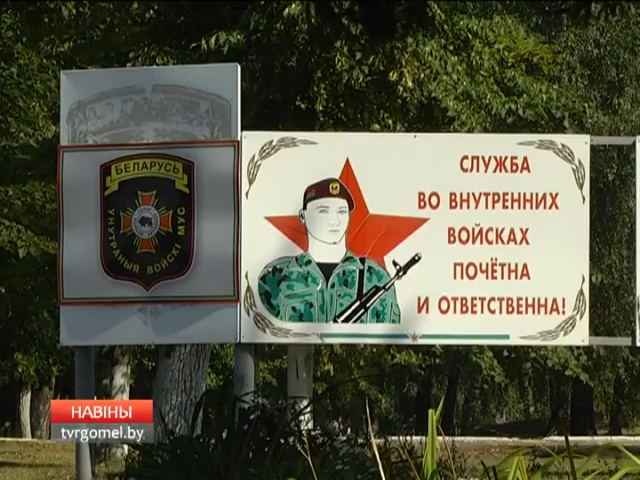 БЕЛАРУСЬ
УНУТРАНЫЯ ВОЙСКІ МУС
СЛУЖБА
ВО ВНУТРЕННИХ
ВОЙСКАХ
ПОЧЁТНА
И ОТВЕТСТВЕННА!
НАВІНЫ
tvrgomel.by